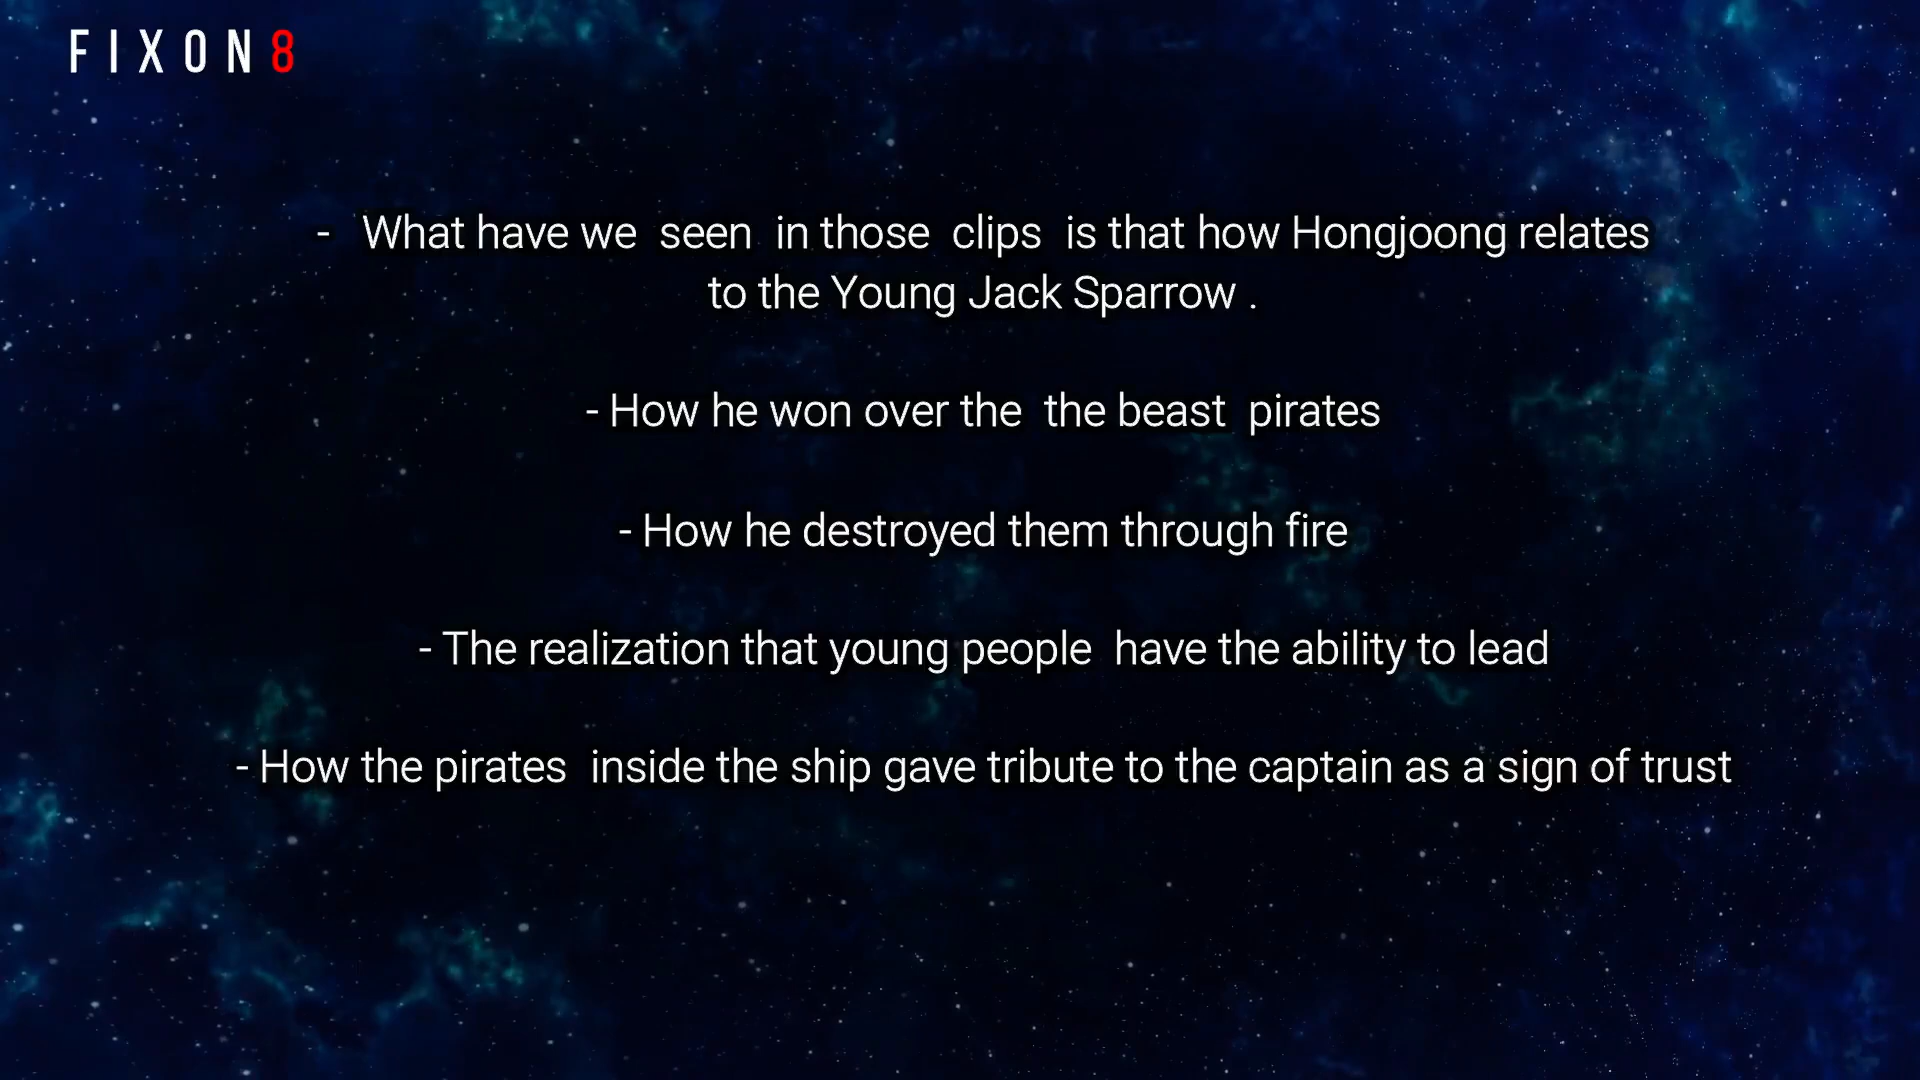 FIXON8
- What have we seen in those clips is that how Hongjoong relates
to the Young Jack Sparrow .
- How he won over the the beast pirates
- How he destroyed them through fire
- The realization that young people have the ability to lead
- How the pirates inside the ship gave tribute to the captain as a sign of trust